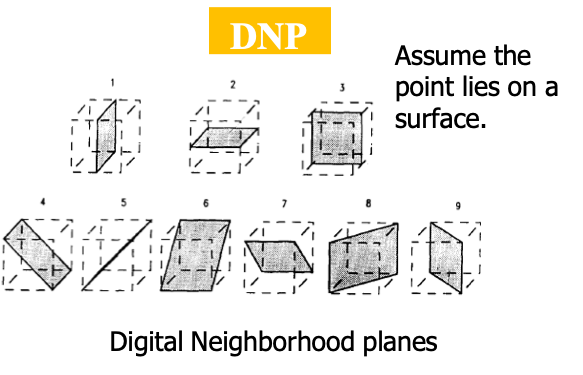 DNP
Assume the
point lies on a
surface.
1 2 3
4 5 6 7 8 9
Digital Neighborhood planes